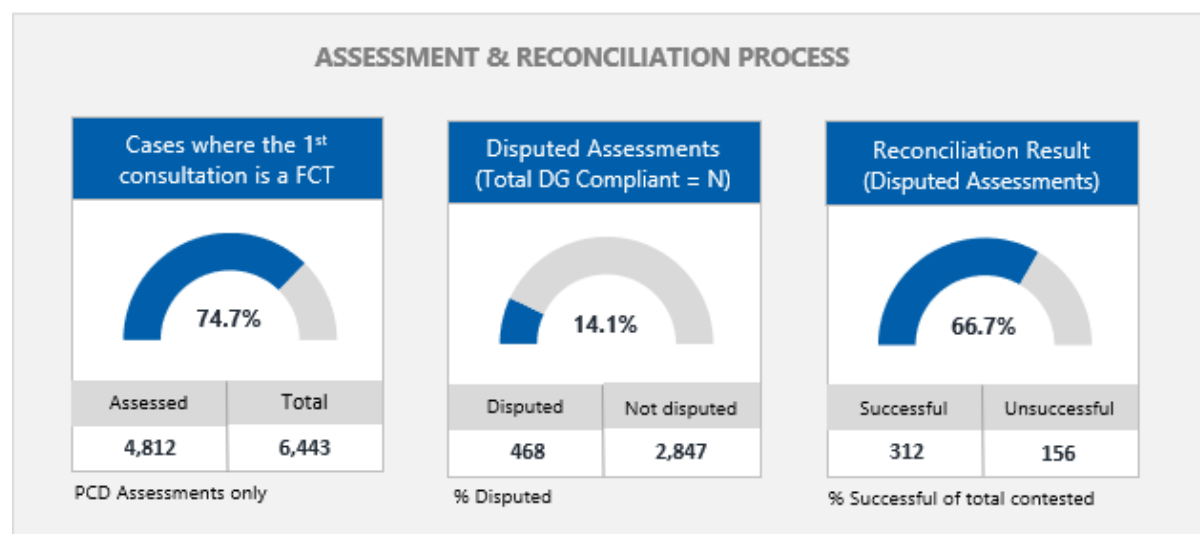 ASSESSMENT & RECONCILIATION PROCESS
Cases where the 1st
consultation is a FCT
74.7%
Assessed Total
4,812 6,443
PCD Assessments only
Disputed Assessments
(Total DG Compliant = N)
14.1%
Disputed Not disputed
468 2,847
% Disputed
Reconciliation Result
(Disputed Assessments)
66.7%
Successful Unsuccessful
312 156
% Successful of total contested